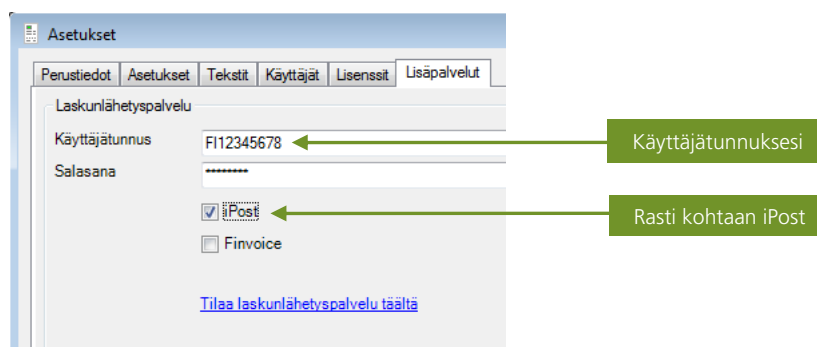 Asetukset
Perustiedot Asetukset Tekstit Käyttäjät Lisenssit Lisäpalvelut
Laskunlähetyspalvelu
Käyttäjätunnus FI12345678 Käyttäjätunnuksesi
Salasana ********
iPost Rasti kohtaan iPost
Finvoice
Tilaa laskunlähetyspalvelu täältä